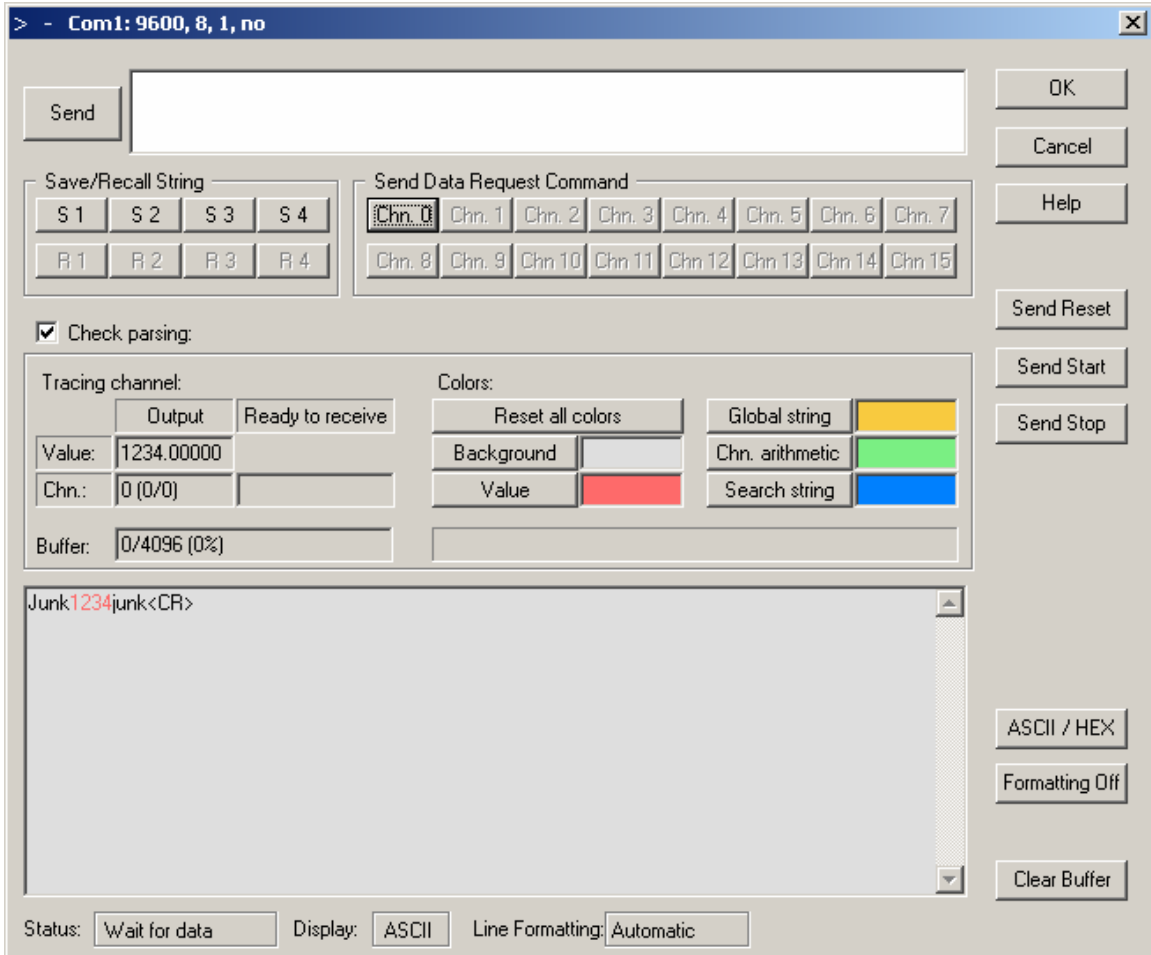 > - Com1: 9600, 8, 1, no
Send
OK
Cancel
Help
Save/Recall String
S 1 S 2 S 3 S 4
R 1 R 2 R 3 R 4
Send Data Request Command
Chn. 0 Chn. 1 Chn. 2 Chn. 3 Chn. 4 Chn. 5 Chn. 6 Chn. 7
Chn. 8 Chn. 9 Chn 10 Chn 11 Chn 12 Chn 13 Chn 14 Chn 15
Send Reset
Send Start
Send Stop
Check parsing:
Tracing channel:
Output Ready to receive
Value: 1234.00000
Chn.: 0 (0/0)
Buffer: 0/4096 (0%)
Colors:
Reset all colors Global string
Background Chn. arithmetic
Value Search string
Junk1234junk<CR>
ASCII / HEX
Formatting Off
Clear Buffer
Status: Wait for data Display: ASCII Line Formatting: Automatic